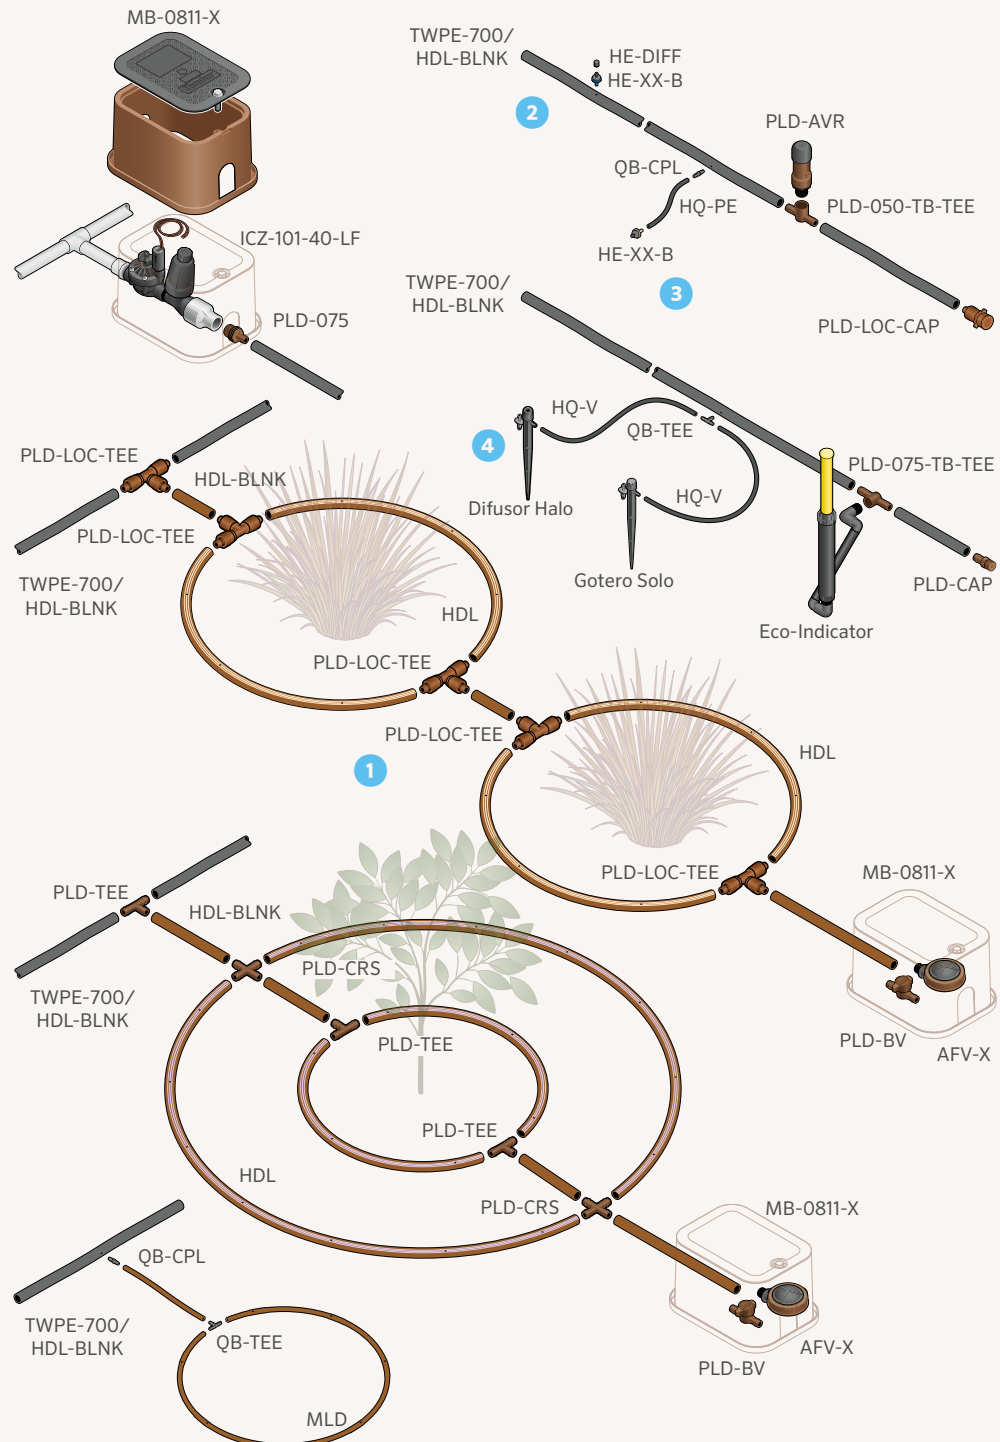 MB-0811-X
ICZ-101-40-LF
PLD-075
TWPE-700/
HDL-BLNK
HE-DIFF
HE-XX-B
2
PLD-AVR
QB-CPL
HQ-PE
PLD-050-TB-TEE
HE-XX-B
3
PLD-LOC-CAP
TWPE-700/
HDL-BLNK
HQ-V
QB-TEE
4
Difusor Halo
HQ-V
Gotero Solo
PLD-075-TB-TEE
PLD-CAP
Eco-Indicator
PLD-LOC-TEE
HDL-BLNK
PLD-LOC-TEE
TWPE-700/
HDL-BLNK
HDL
PLD-LOC-TEE
PLD-LOC-TEE
1
HDL
PLD-LOC-TEE
MB-0811-X
PLD-BV
AFV-X
PLD-TEE
HDL-BLNK
PLD-CRS
TWPE-700/
HDL-BLNK
PLD-TEE
PLD-TEE
HDL
PLD-CRS
MB-0811-X
AFV-X
PLD-BV
QB-CPL
TWPE-700/
HDL-BLNK
QB-TEE
MLD